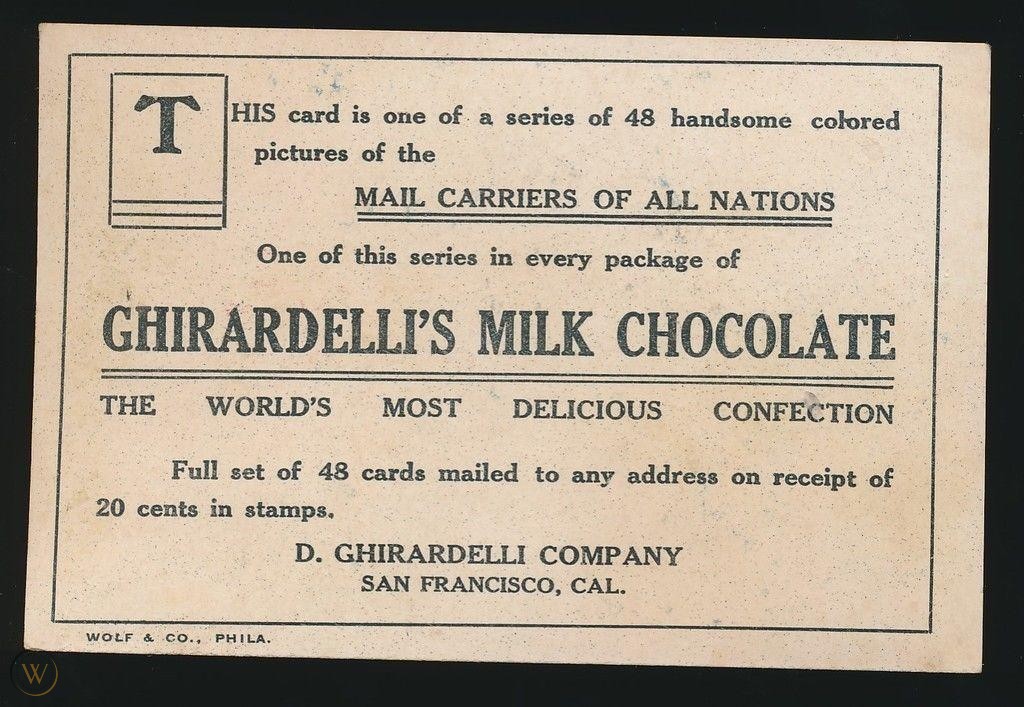 THIS card is one of a series of 48 handsome colored
pictures of the
MAIL CARRIERS OF ALL NATIONS
One of this series in every package of
GHIRARDELLI'S MILK CHOCOLATE
THE WORLD'S MOST DELICIOUS CONFECTION
Full set of 48 cards mailed to any address on receipt of
20 cents in stamps.
D. GHIRARDELLI COMPANY
SAN FRANCISCO, CAL.
WOLF & CO., PHILA.
W